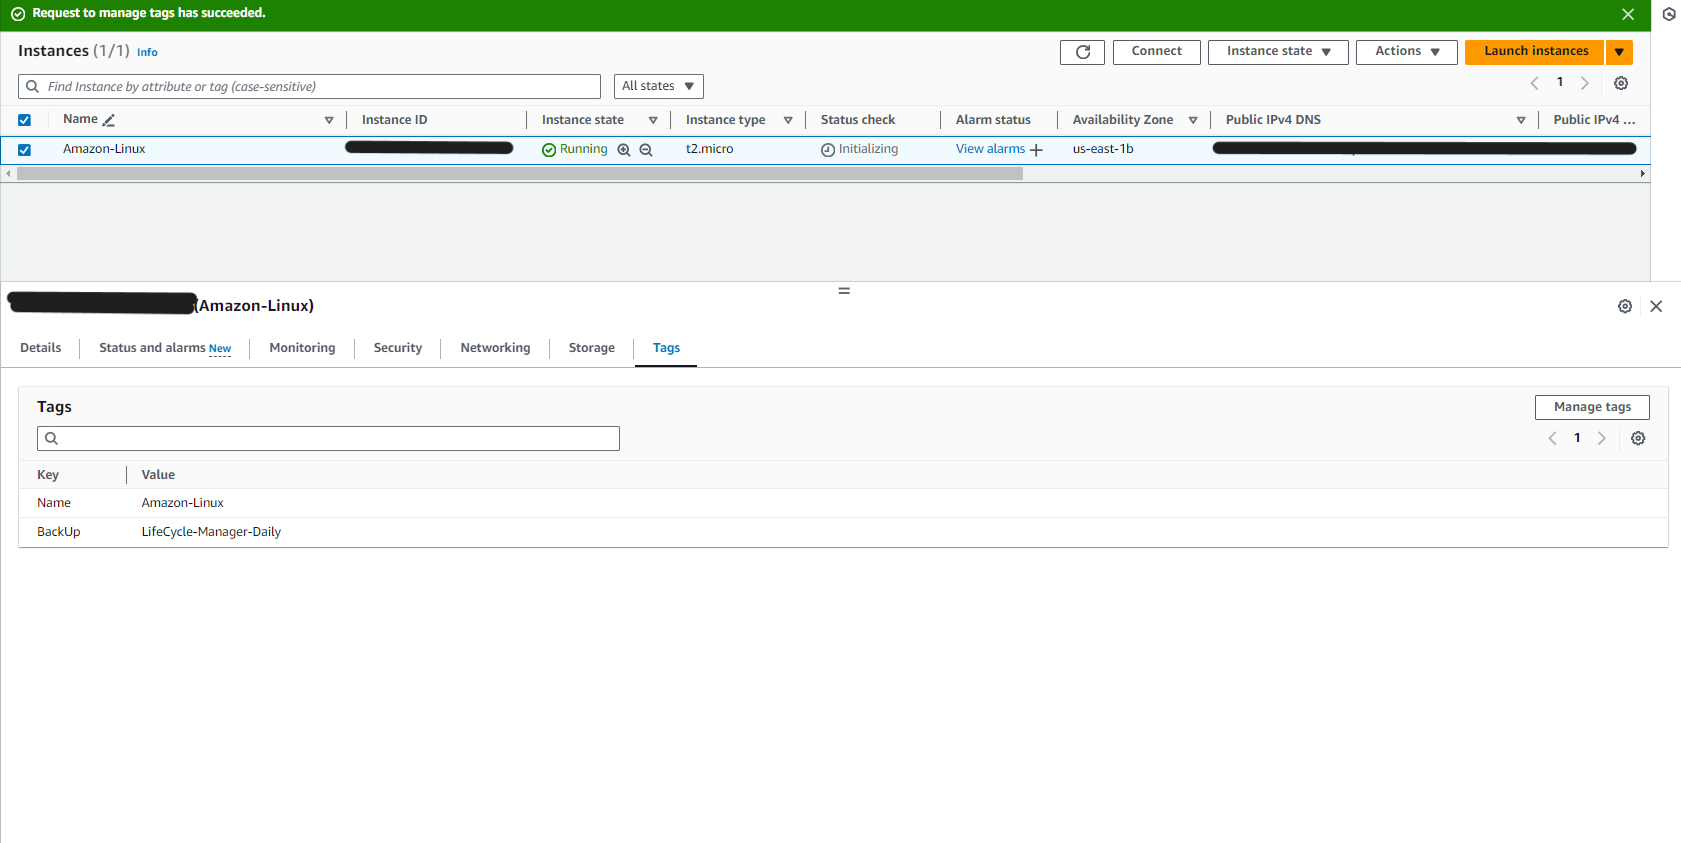 Request to manage tags has succeeded.
Instances (1/1) Info
Connect Instance state Actions Launch instances
Find Instance by attribute or tag (case-sensitive) All states 1
Name Instance ID Instance state Instance type Status check Alarm status Availability Zone Public IPv4 DNS Public IPv4 ...
Amazon-Linux Running t2.micro Initializing View alarms + us-east-1b
(Amazon-Linux)
Details Status and alarms New Monitoring Security Networking Storage Tags
Tags Manage tags
1
Key Value
Name Amazon-Linux
BackUp LifeCycle-Manager-Daily